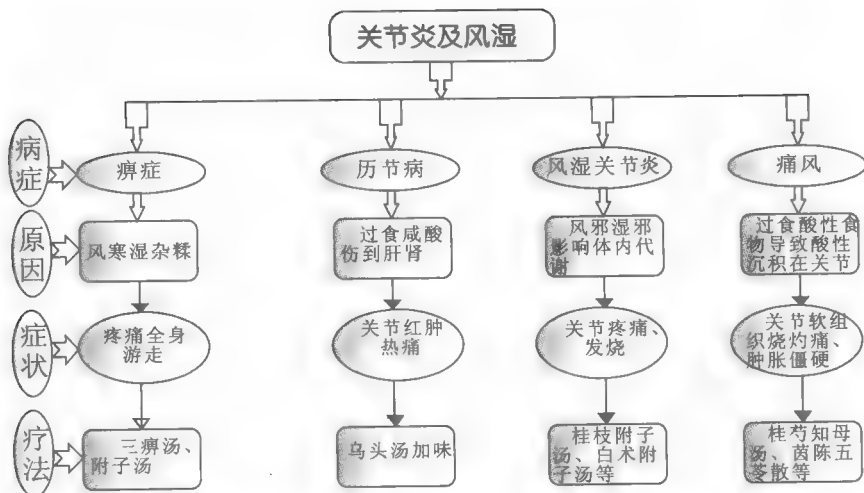 关节炎及风湿
病症
痹症
历节病
风湿关节炎
痛风
原因
风寒湿杂糅
过食咸酸
伤到肝肾
风邪湿邪
影响体内代
谢
过食酸性食
物导致酸性
沉积在关节
症状
疼痛全身
游走
关节红肿
热痛
关节疼痛、
发烧
关节软组
织烧灼痛、
肿胀僵硬
疗法
三痹汤、
附子汤
乌头汤加味
桂枝附子
汤、白术附
子汤等
桂芍知母
汤、茵陈五
苓散等